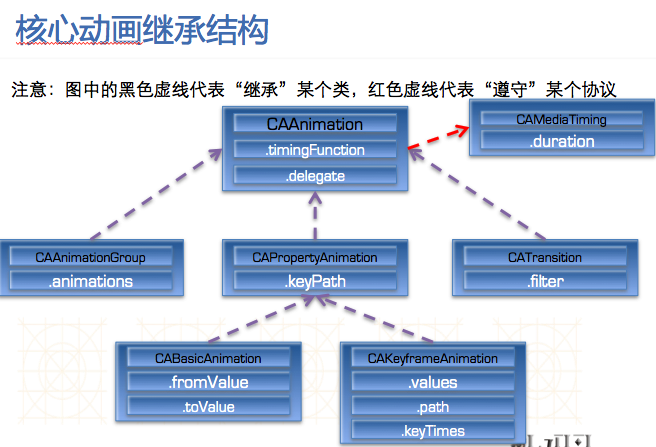 核心动画继承结构
注意：图中的黑色虚线代表“继承”某个类，红色虚线代表“遵守”某个协议
CAAnimation
.timingFunction
.delegate
CAMediaTiming
.duration
CAAnimationGroup
.animations
CAPropertyAnimation
.keyPath
CATransition
.filter
CABasicAnimation
.fromValue
.toValue
CAKeyframeAnimation
.values
.path
.keyTimes